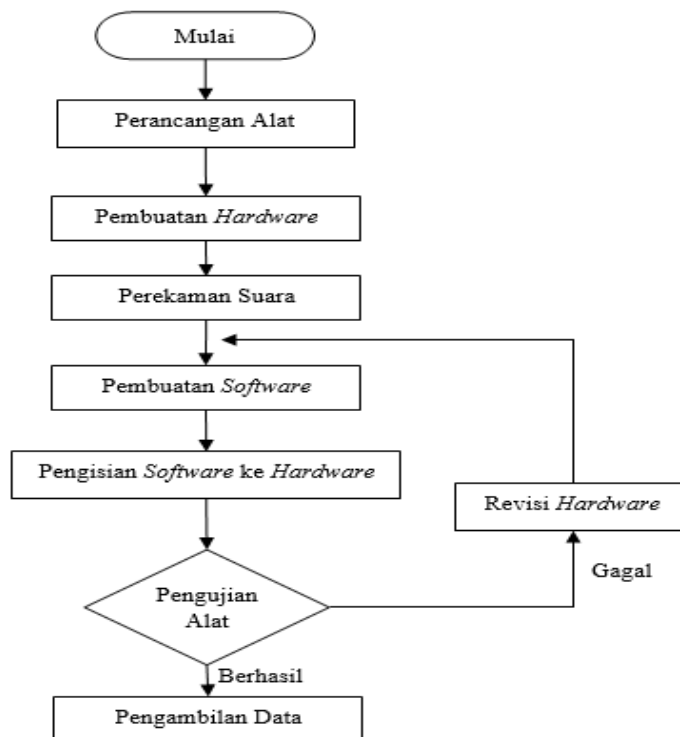 Mulai
Perancangan Alat
Pembuatan Hardware
Perekaman Suara
Pembuatan Software
Pengisian Software ke Hardware
Revisi Hardware
Gagal
Pengujian
Alat
Berhasil
Pengambilan Data